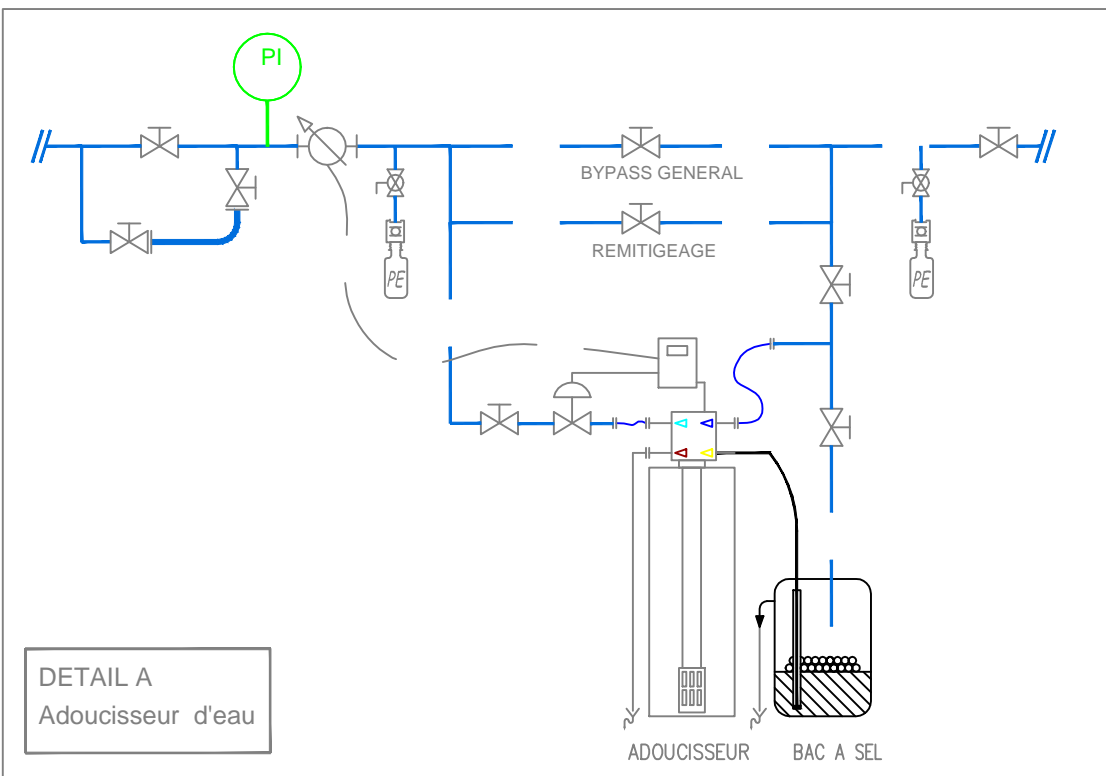 PI
BYPASS GENERAL
REMITIGEAGE
PE
PE
DETAIL A
Adoucisseur d'eau
ADOUCISSEUR
BAC A SEL